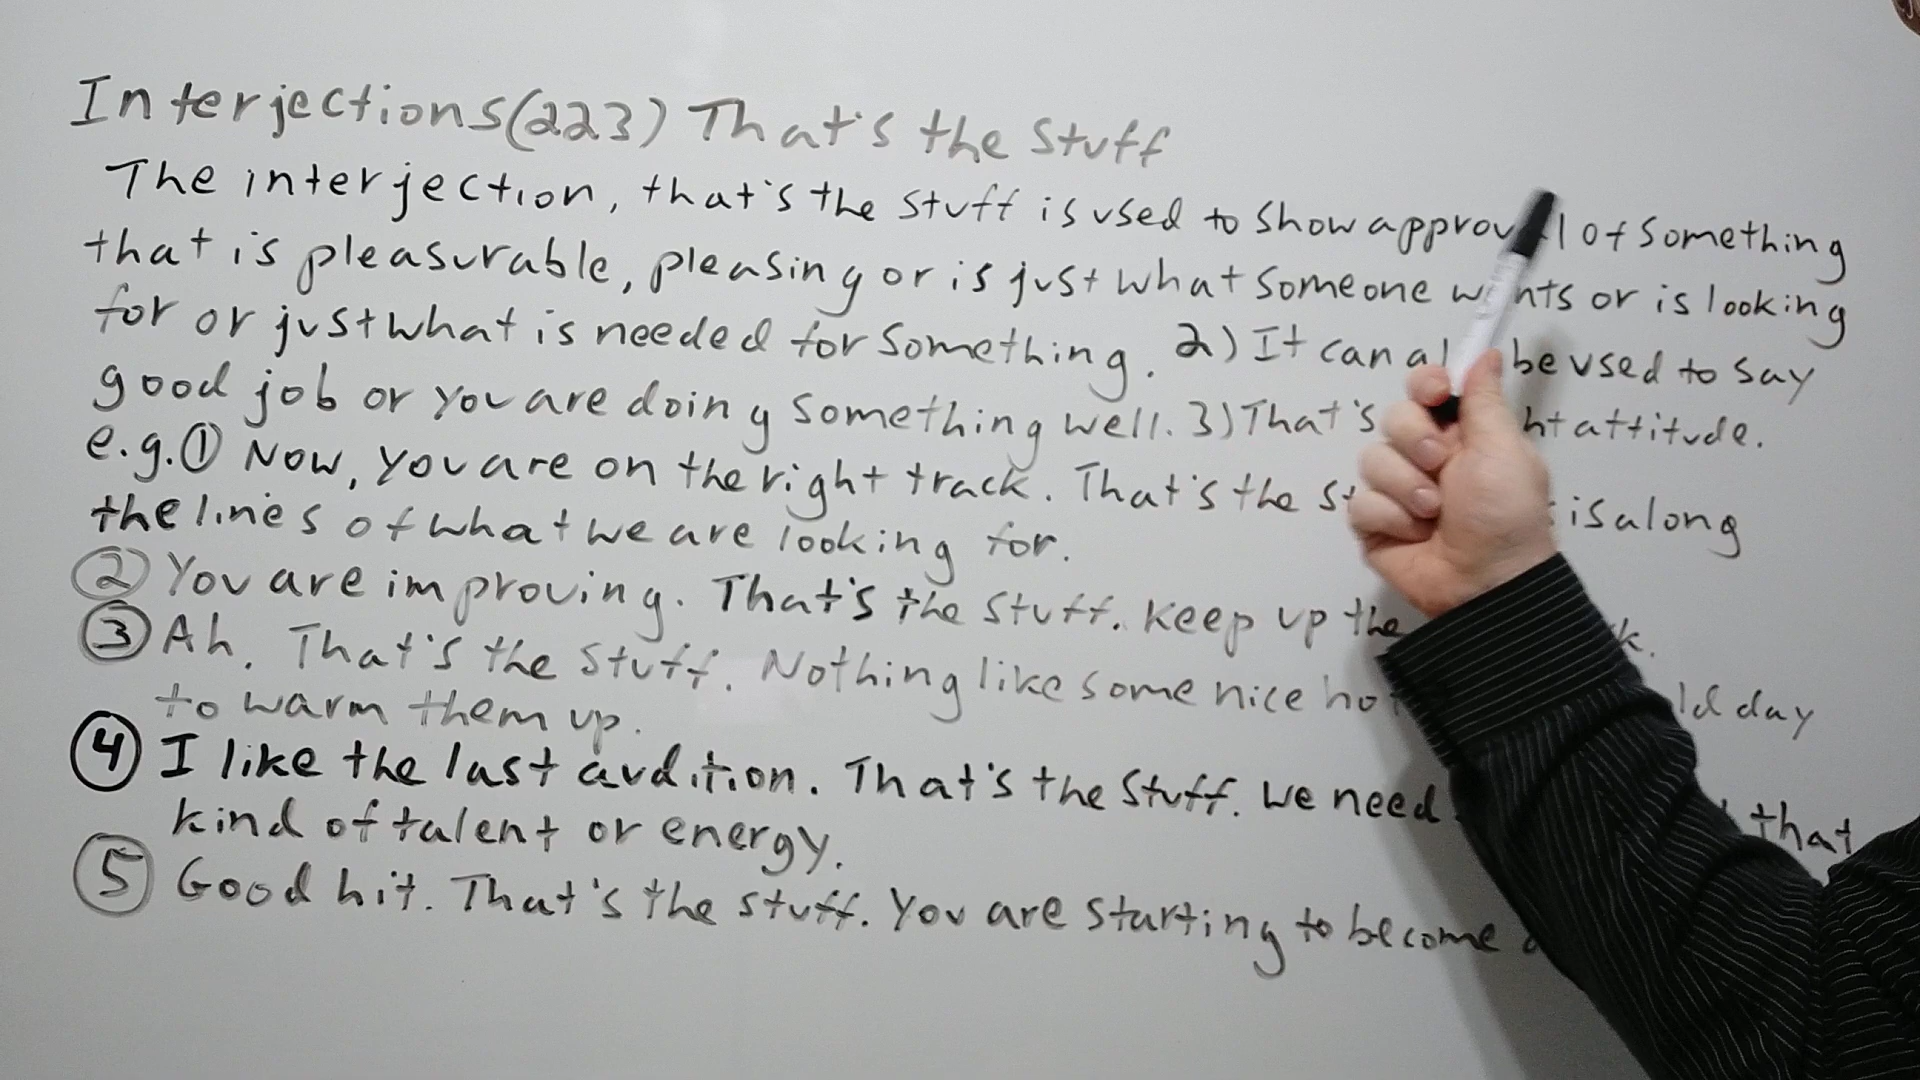 Interjections(223) That's the Stuff
The interjection, that's the stuff is used to show approval of something
that is pleasurable, pleasing or is just what someone wants or is looking
for or just what is needed for something. 2) It can be used to say
good job or you are doing something well. 3) That's attitude.
e.g. ① Now, you are on the right track. That's the is along
the lines of what we are looking for.
② You are improving. That's the stuff. Keep up the
③ Ah. That's the stuff. Nothing like some nice day
to warm them up.
④ I like the last audition. That's the stuff. We need that
kind of talent or energy.
⑤ Good hit. That's the stuff. You are starting to become